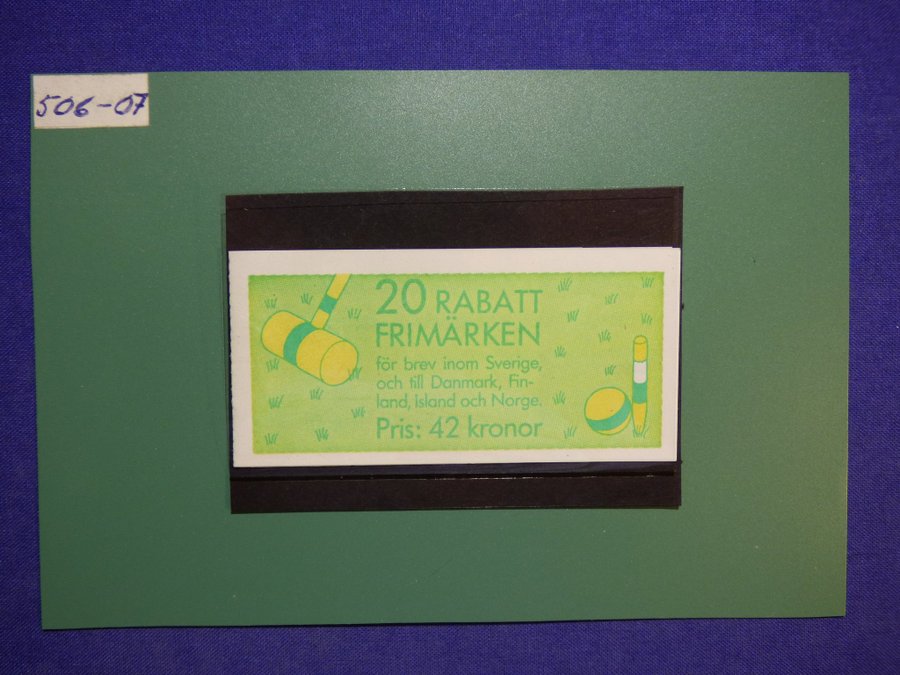 506-07
20 RABATT
FRIMÄRKEN
för brev inom Sverige,
och till Danmark, Fin-
land, Island och Norge.
Pris: 42 kronor